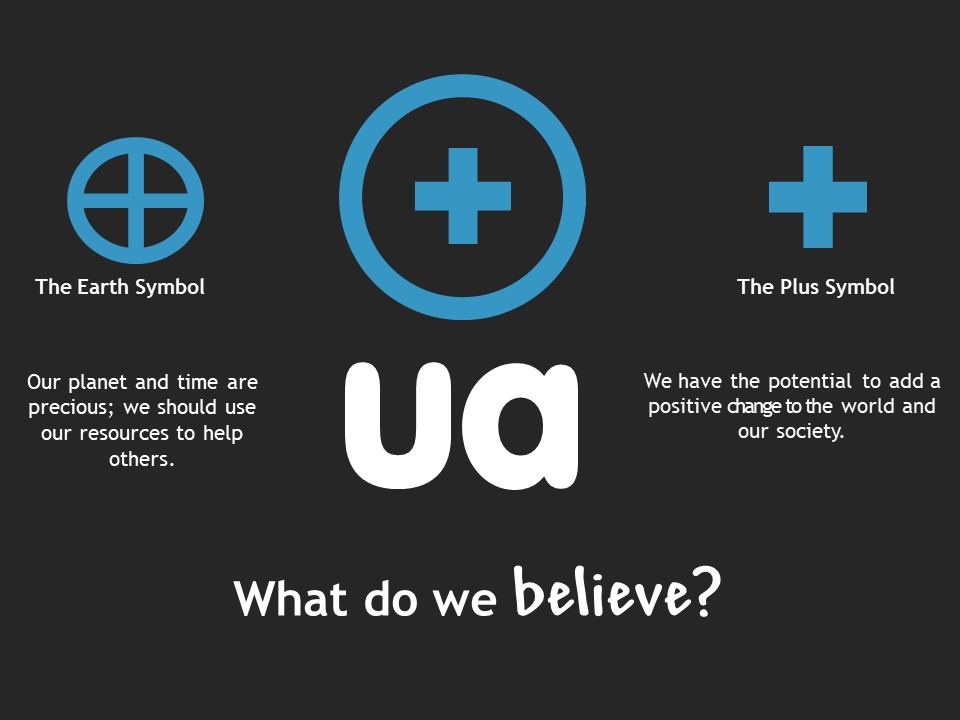 The Earth Symbol
The Plus Symbol
Our planet and time are
precious; we should use
our resources to help
others.
ua
We have the potential to add a
positive change to the world and
our society.
What do we believe?